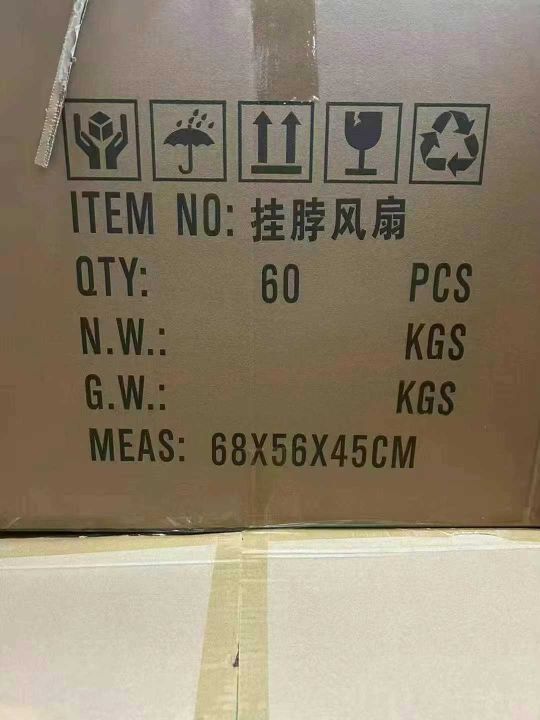 ITEM NO: 挂脖风扇
QTY: 60 PCS
N.W.: KGS
G.W.: KGS
MEAS: 68X56X45CM